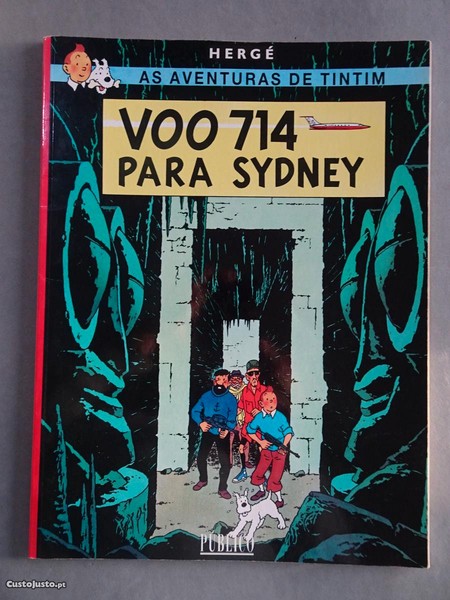 HERGÉ
AS AVENTURAS DE TINTIM
VOO 714
PARA SYDNEY
PÚBLICO
CustoJusto.pt